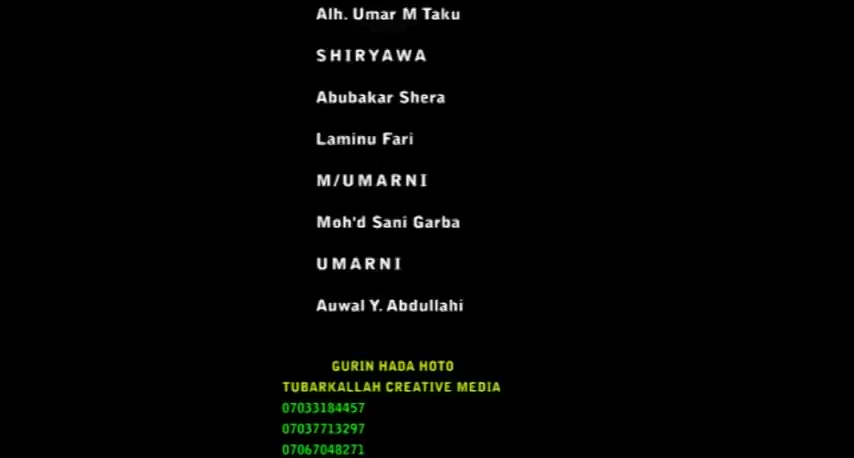 Alh. Umar M Taku
SHIRYAWA
Abubakar Shera
Laminu Fari
M/UMARNI
Moh'd Sani Garba
UMARNI
Auwal Y. Abdullahi
GURIN HADA HOTO
TUBARKALLAH CREATIVE MEDIA
07033184457
07037713297
07067048271